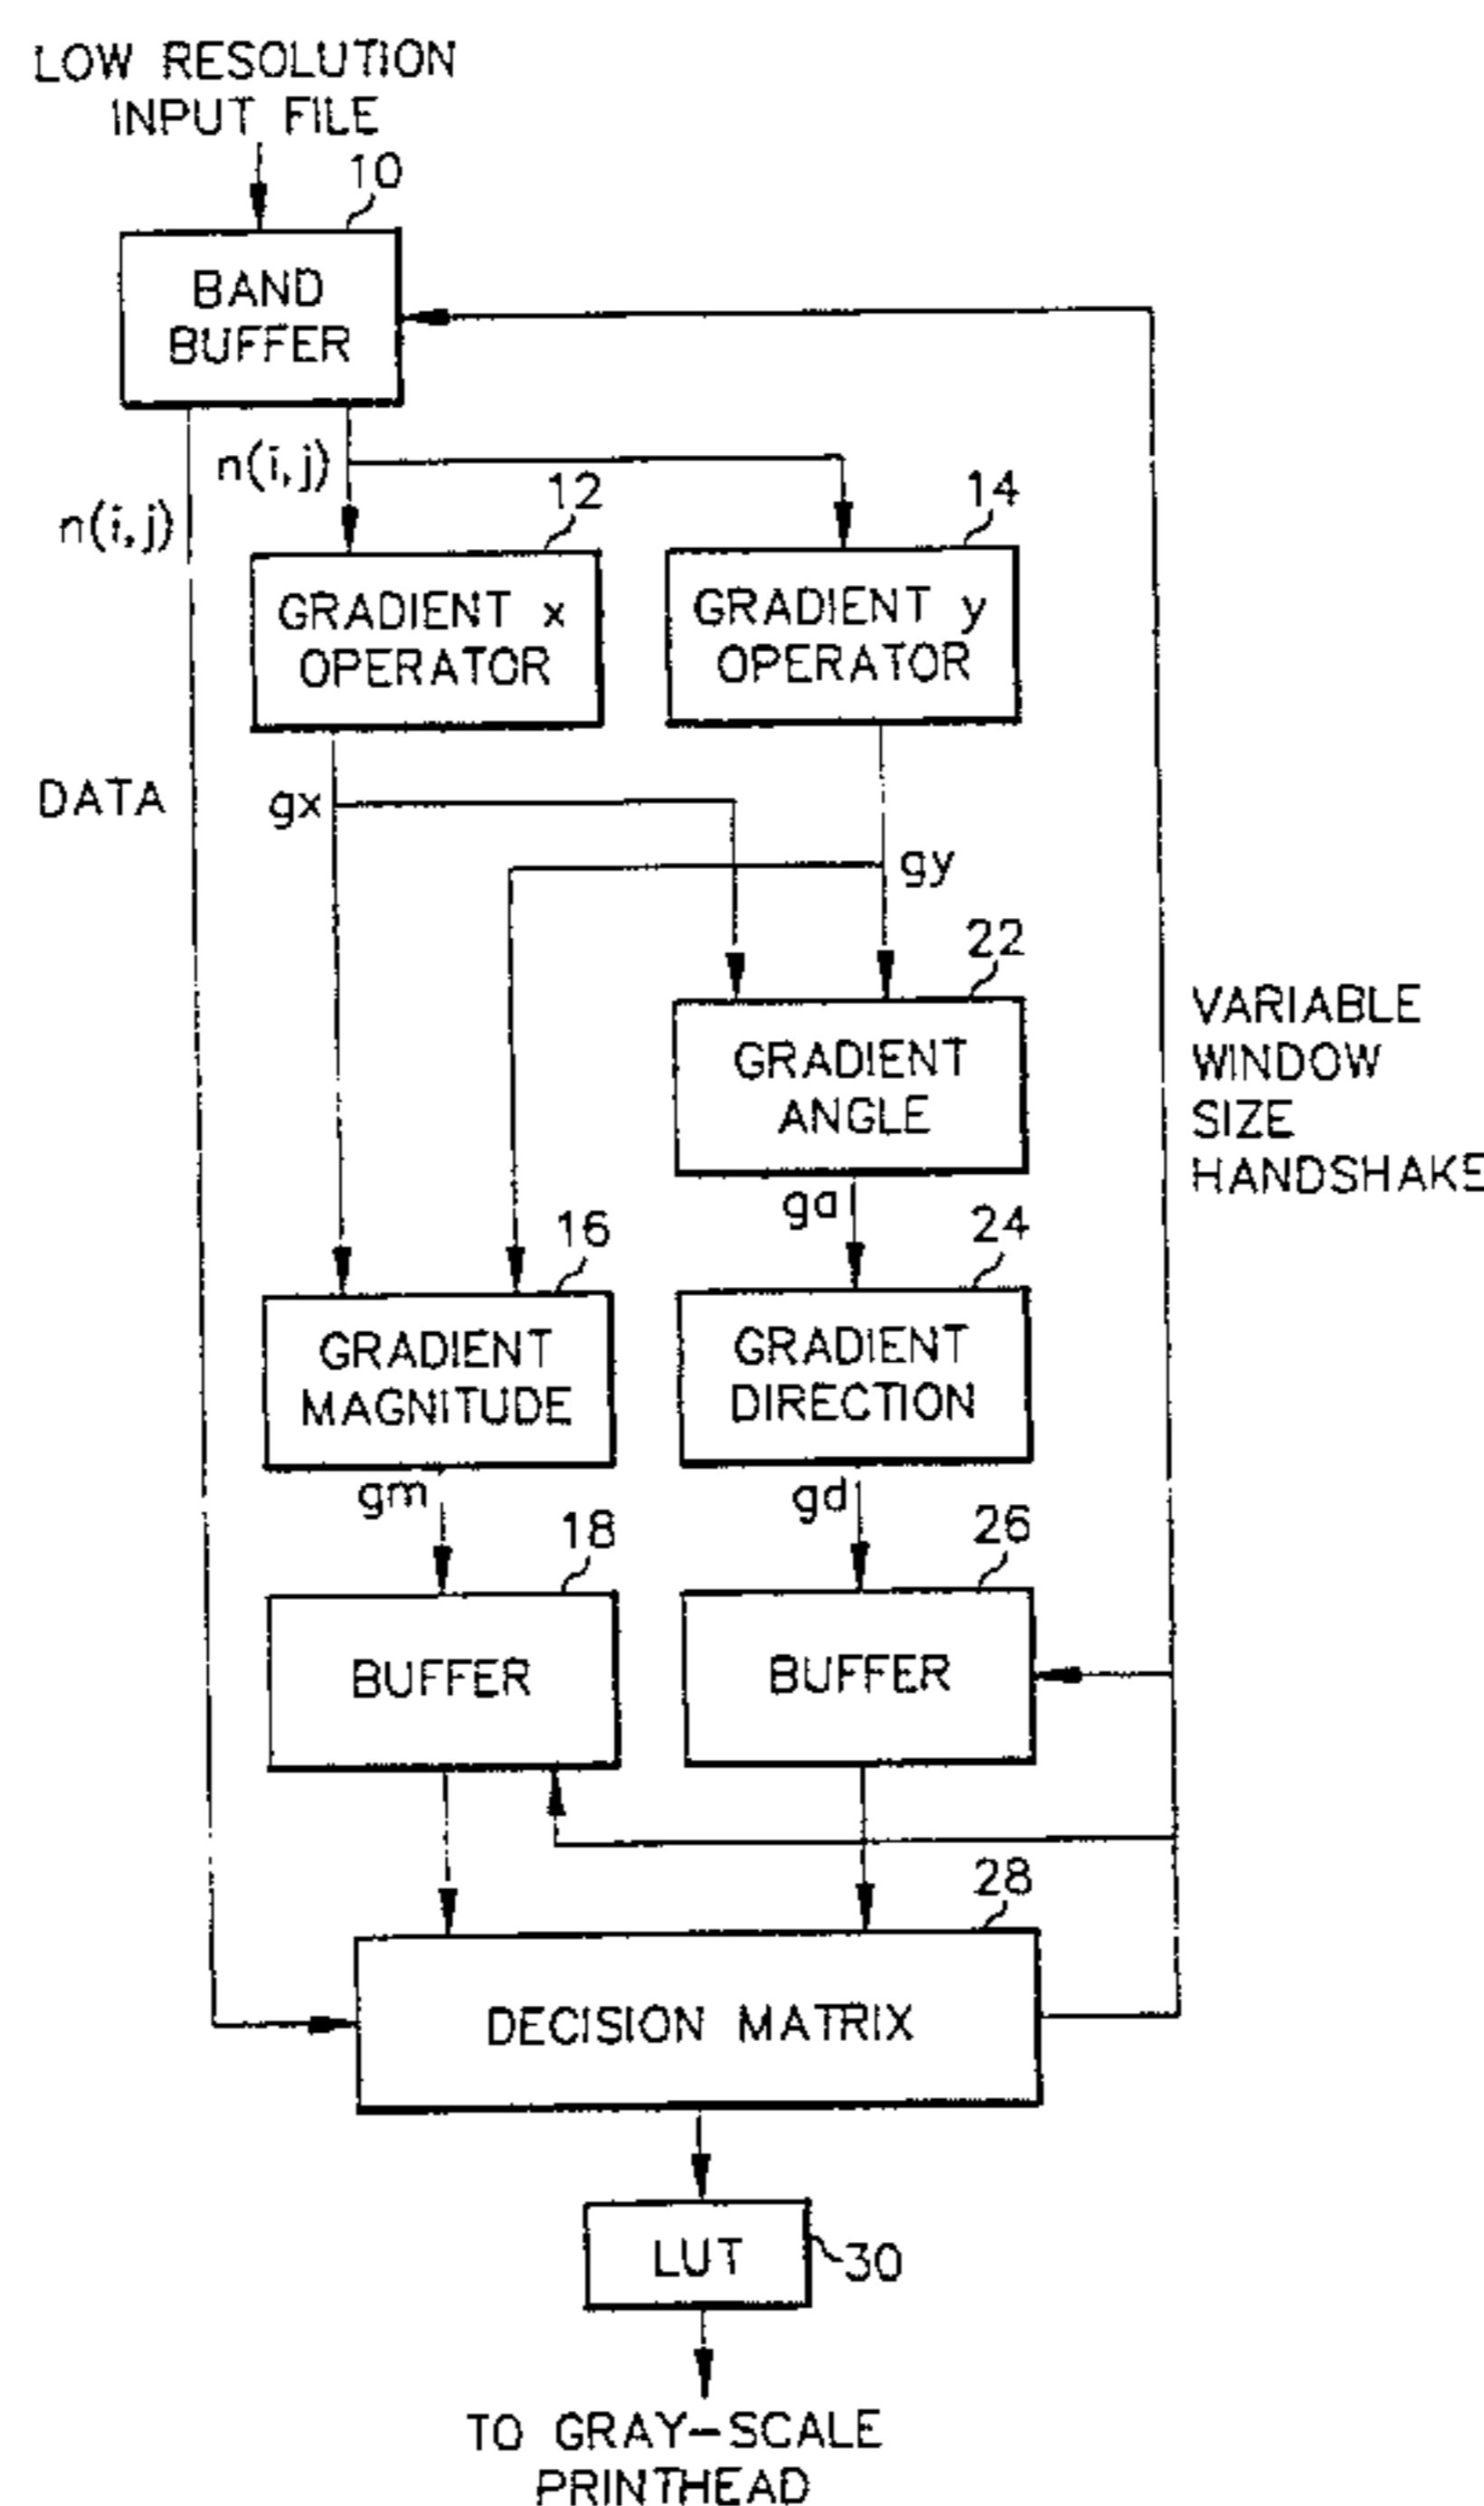 LOW RESOLUTION
INPUT FILE
10
BAND
BUFFER
n(i,j)
n(i,j)
12
14
GRADIENT x
OPERATOR
GRADIENT y
OPERATOR
DATA
gx
gy
22
GRADIENT
ANGLE
VARIABLE
WINDOW
SIZE
HANDSHAKE
ga
16
24
GRADIENT
MAGNITUDE
GRADIENT
DIRECTION
gm
gd
18
26
BUFFER
BUFFER
28
DECISION MATRIX
LUT
30
TO GRAY-SCALE
PRINTHEAD